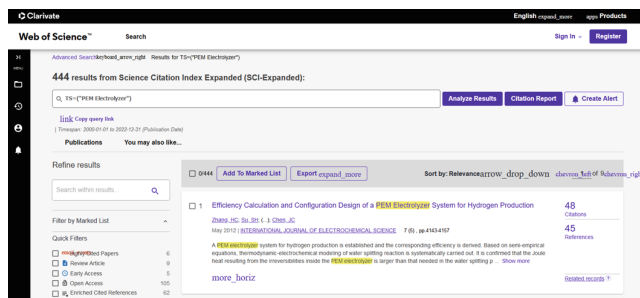 Clarivate
English expand_more apps Products
Web of Science™ Search Sign In Register
MENU
Advanced Search keyboard_arrow_right Results for TS=("PEM Electrolyzer")
444 results from Science Citation Index Expanded (SCI-Expanded):
TS=("PEM Electrolyzer")
Analyze Results Citation Report Create Alert
link Copy query link
| Timespan: 2000-01-01 to 2022-12-31 (Publication Date)
Publications You may also like...
Refine results
0/444 Add To Marked List Export expand_more Sort by: Relevance arrow_drop_down chevron_left of 9 chevron_righ
Search within results...
Filter by Marked List
Quick Filters
Highly Cited Papers 6
Review Article 9
Early Access 5
Open Access 105
Enriched Cited References 62
1 Efficiency Calculation and Configuration Design of a PEM Electrolyzer System for Hydrogen Production
Zhang, HC; Su, SH; (...); Chen, JC
May 2012 | INTERNATIONAL JOURNAL OF ELECTROCHEMICAL SCIENCE 7 (5) , pp.4143-4157
A PEM electrolyzer system for hydrogen production is established and the corresponding efficiency is derived. Based on semi-empirical
equations, thermodynamic-electrochemical modeling of water splitting reaction is systematically carried out. It is confirmed that the Joule
heat resulting from the irreversibilities inside the PEM electrolyzer is larger than that needed in the water splitting p ... Show more
more_horiz
48
Citations
45
References
Related records ?